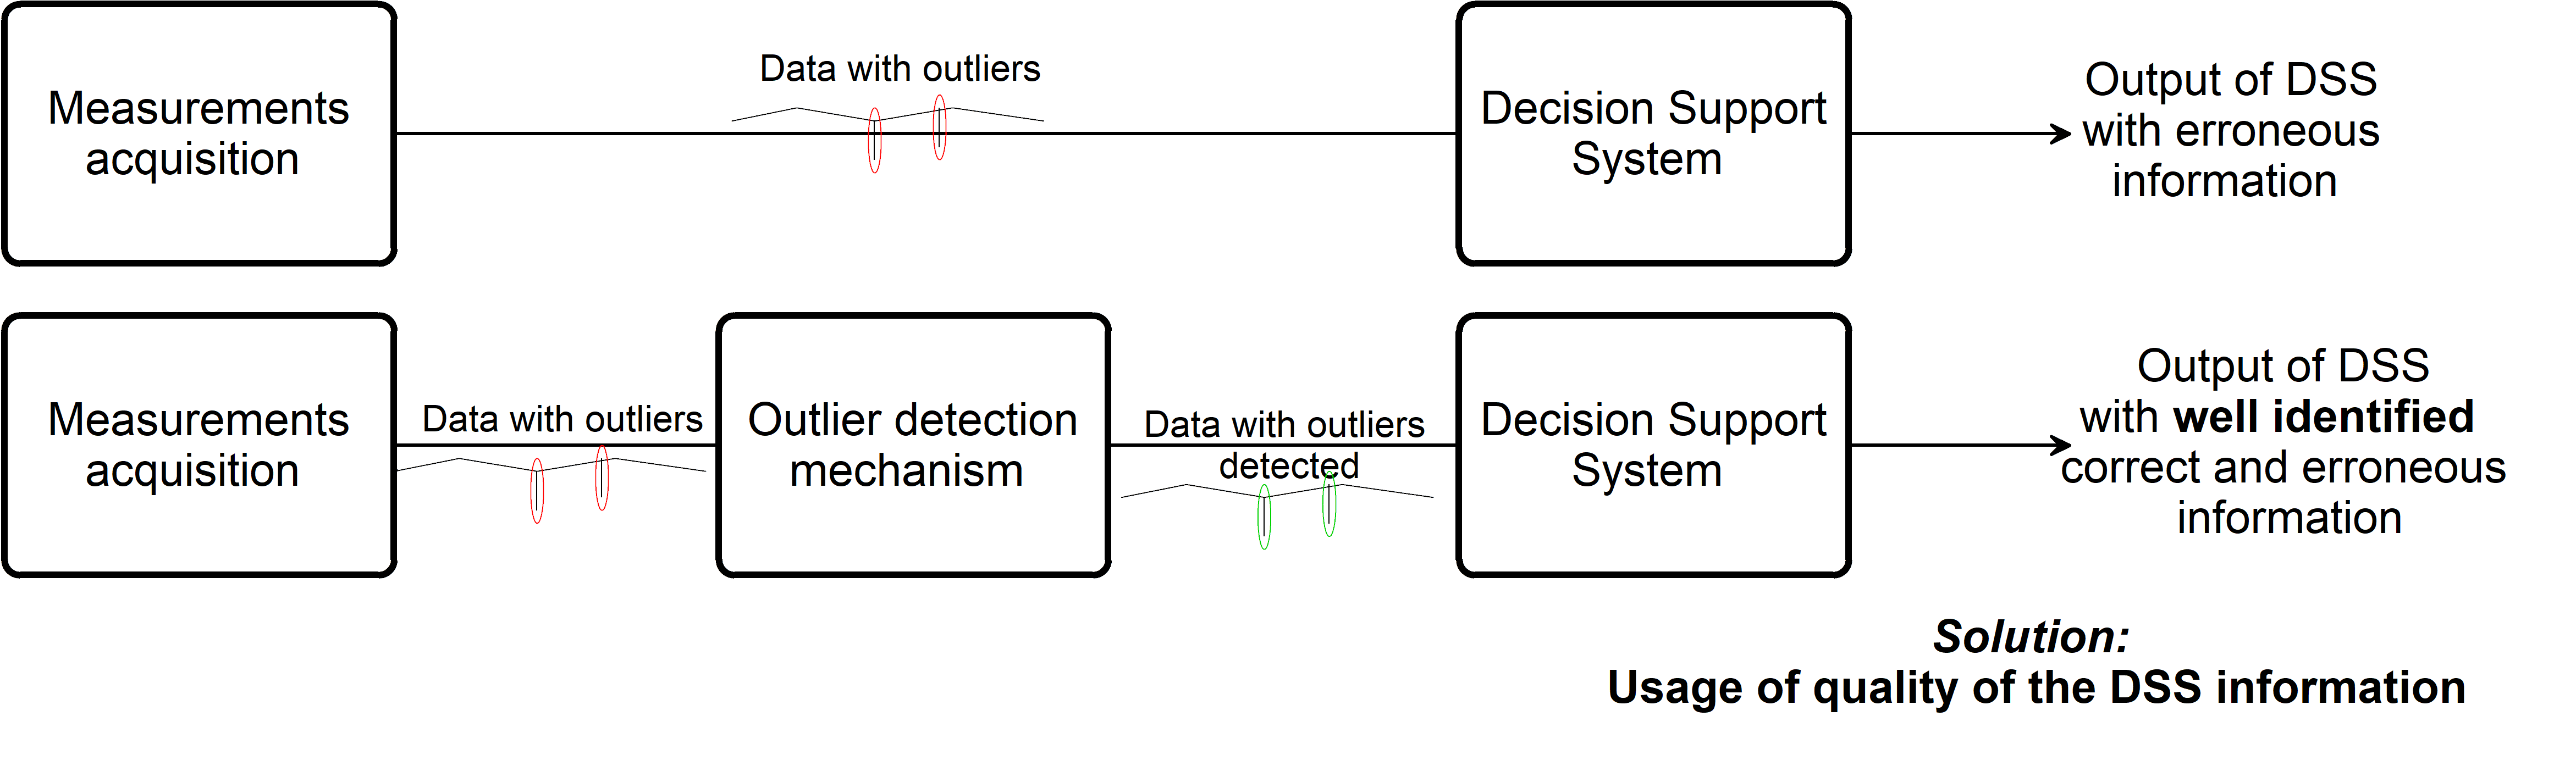 Measurements
acquisition
Data with outliers
Decision Support
System
Output of DSS
with erroneous
information
Measurements
acquisition
Data with outliers
Outlier detection
mechanism
Data with outliers
detected
Decision Support
System
Output of DSS
with well identified
correct and erroneous
information
Solution:
Usage of quality of the DSS information